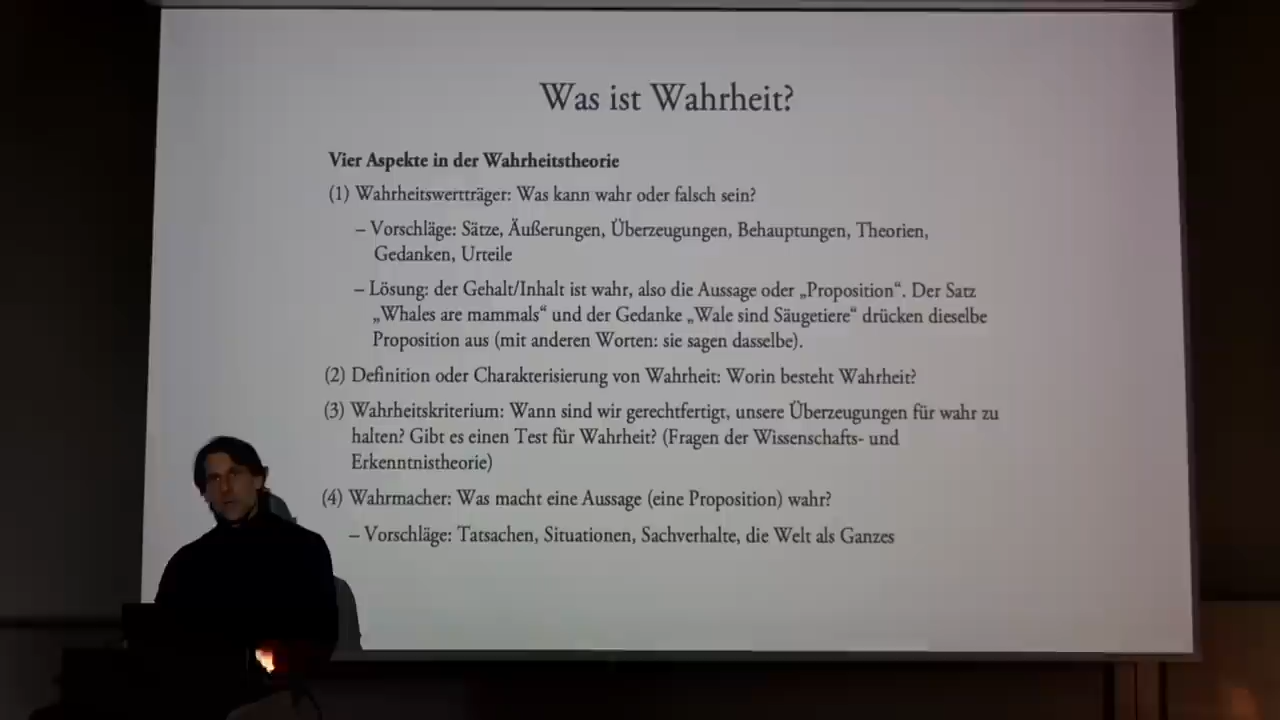 Was ist Wahrheit?
Vier Aspekte in der Wahrheitstheorie
(1) Wahrheitswertträger: Was kann wahr oder falsch sein?
– Vorschläge: Sätze, Äußerungen, Überzeugungen, Behauptungen, Theorien,
Gedanken, Urteile
– Lösung: der Gehalt/Inhalt ist wahr, also die Aussage oder „Proposition“. Der Satz
„Whales are mammals“ und der Gedanke „Wale sind Säugetiere“ drücken dieselbe
Proposition aus (mit anderen Worten: sie sagen dasselbe).
(2) Definition oder Charakterisierung von Wahrheit: Worin besteht Wahrheit?
(3) Wahrheitskriterium: Wann sind wir gerechtfertigt, unsere Überzeugungen für wahr zu
halten? Gibt es einen Test für Wahrheit? (Fragen der Wissenschafts- und
Erkenntnistheorie)
(4) Wahrmacher: Was macht eine Aussage (eine Proposition) wahr?
– Vorschläge: Tatsachen, Situationen, Sachverhalte, die Welt als Ganzes